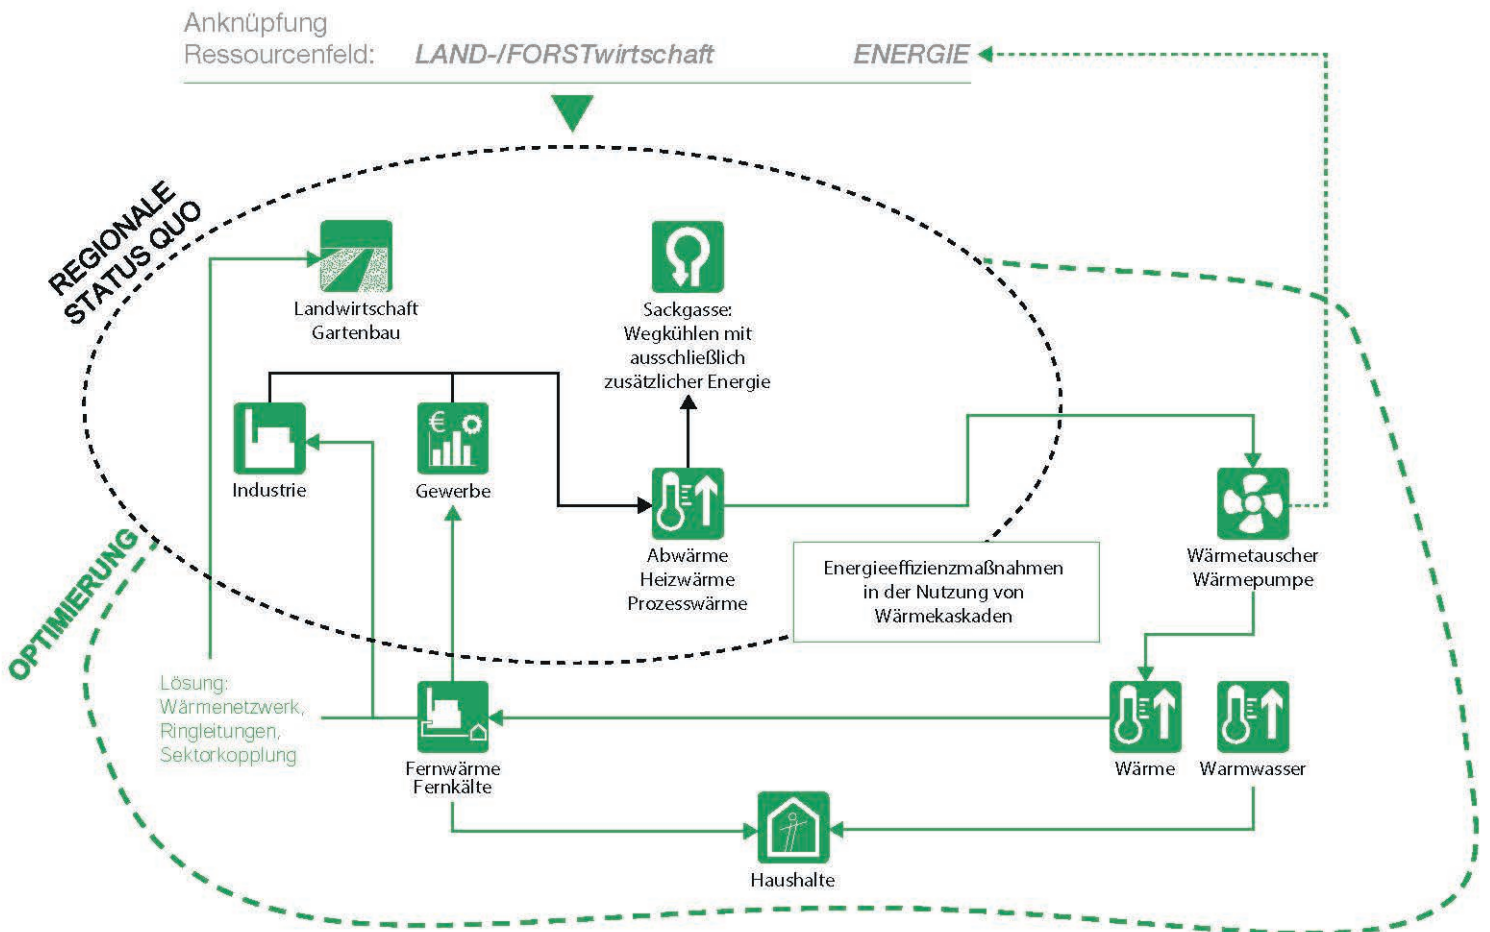 Anknüpfung
Ressourcenfeld: LAND-/FORSTwirtschaft ENERGIE
REGIONALE
STATUS QUO
Landwirtschaft
Gartenbau
Sackgasse:
Wegkühlen mit
ausschließlich
zusätzlicher Energie
€
Industrie
Gewerbe
Abwärme
Heizwärme
Prozesswärme
Energieeffizienzmaßnahmen
in der Nutzung von
Wärmekaskaden
Wärmetauscher
Wärmepumpe
OPTIMIERUNG
Lösung:
Wärmenetzwerk,
Ringleitungen,
Sektorkopplung
Fernwärme
Fernkälte
Wärme
Warmwasser
Haushalte